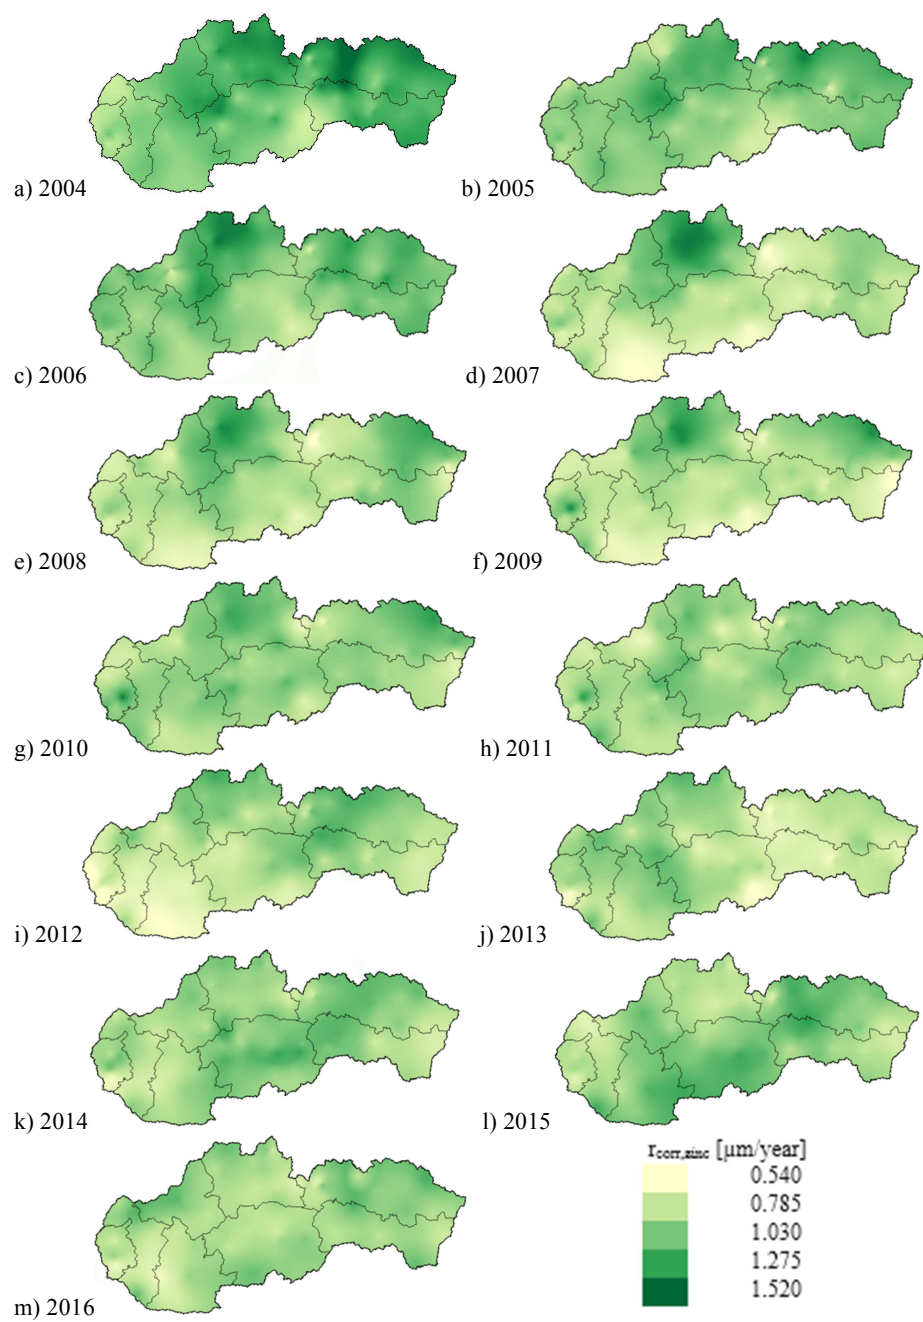 a) 2004
b) 2005
c) 2006
d) 2007
e) 2008
f) 2009
g) 2010
h) 2011
i) 2012
j) 2013
k) 2014
l) 2015
r_corr,zinc [μm/year]
0.540
0.785
1.030
1.275
1.520
m) 2016